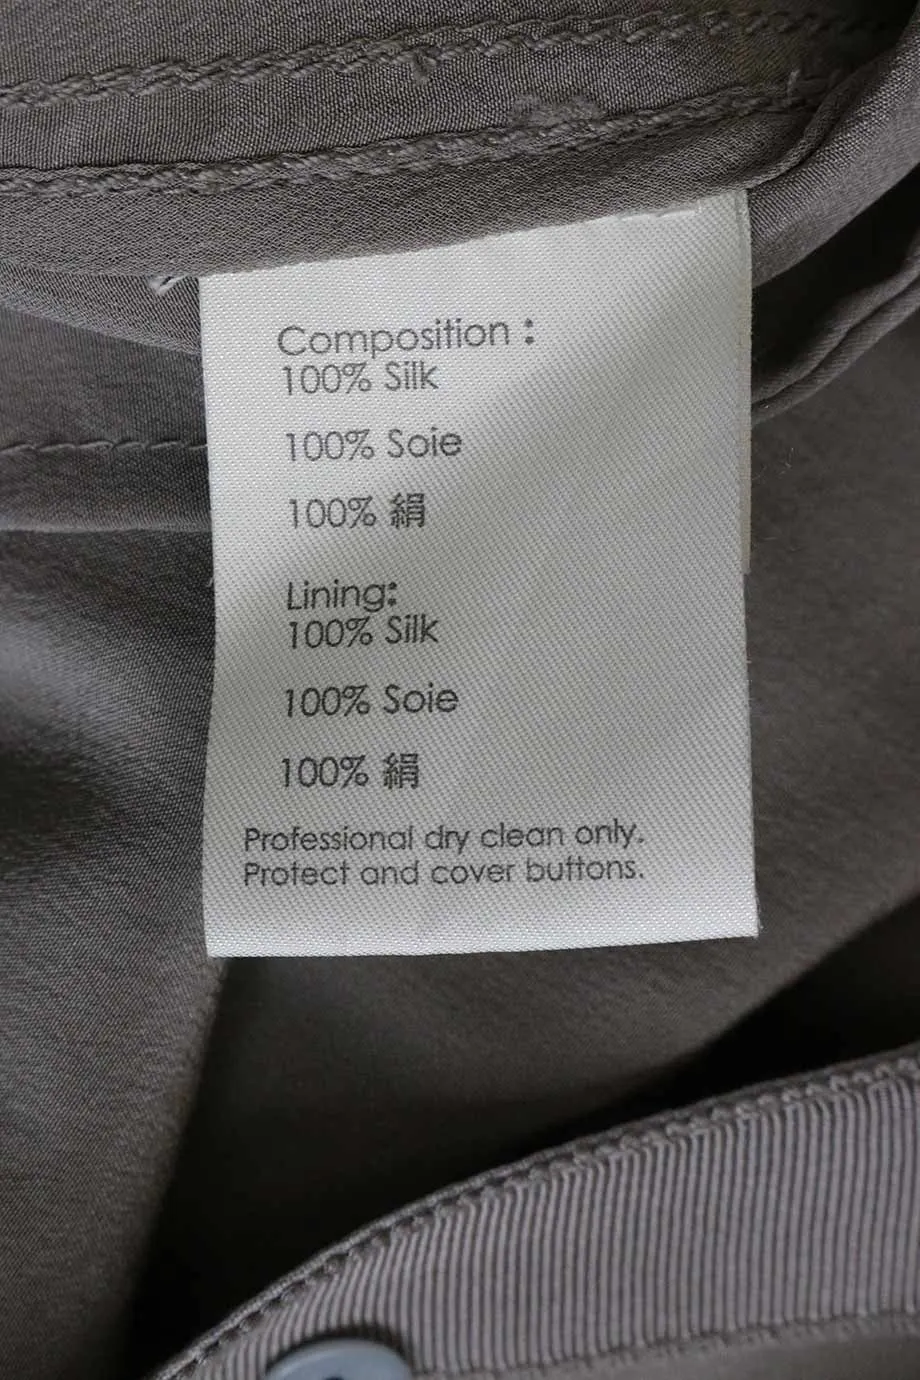 Composition :
100% Silk
100% Soie
100% 絹
Lining:
100% Silk
100% Soie
100% 絹
Professional dry clean only.
Protect and cover buttons.